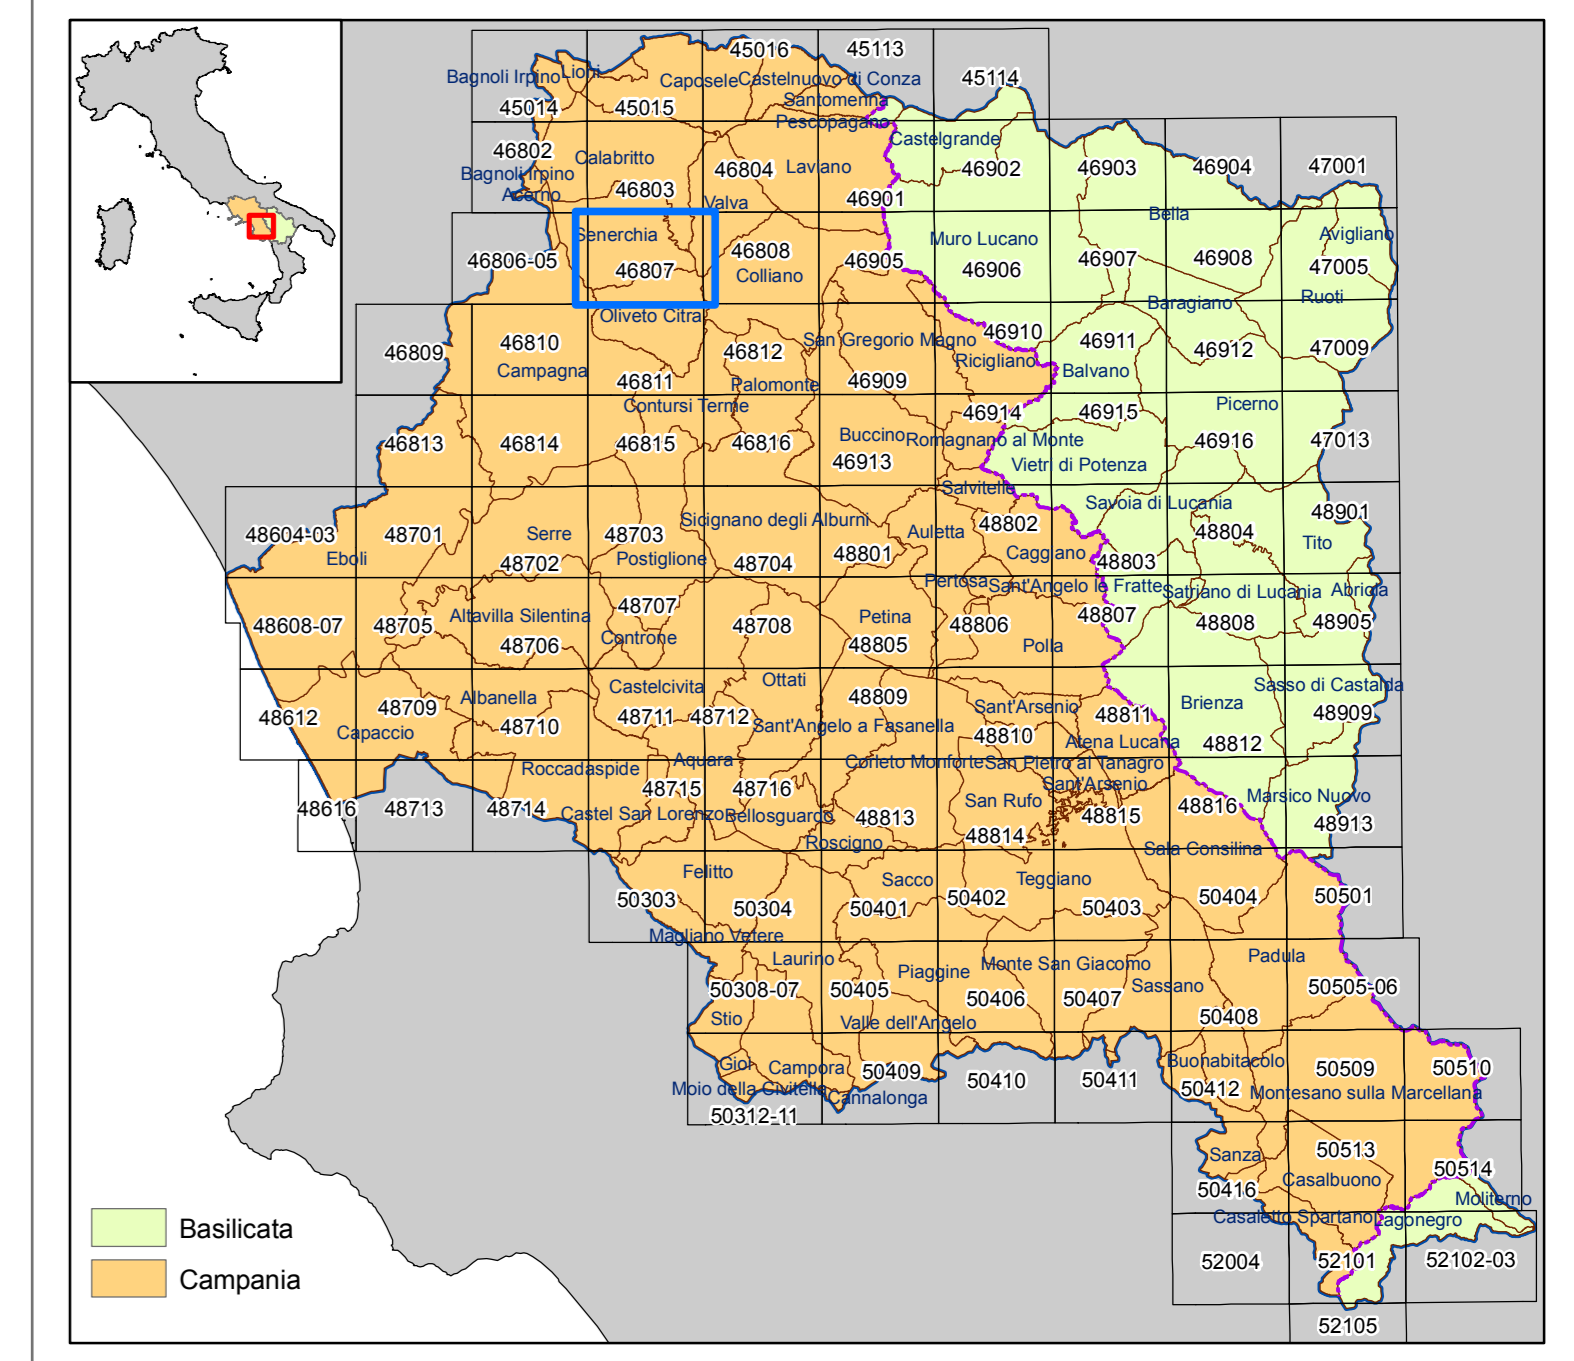 45016
45113
Bagnoli Irpino
Lioni
Caposele
Castelnuovo di Conza
45114
45014
45015
Santomenna
Pescopagano
Castelgrande
46802
Calabritto
46804
Laviano
46902
46903
46904
47001
Bagnoli Irpino
Acerno
46803
Valva
46901
Bella
Senerchia
Muro Lucano
Avigliano
46806-05
46807
46808
Colliano
46905
46906
46907
46908
47005
Oliveto Citra
Baragiano
Ruoti
46809
46810
Campagna
46812
San Gregorio Magno
46910
Ricigliano
46911
46912
47009
46811
Palomonte
46909
Balvano
Contursi Terme
46914
46915
Picerno
46813
46814
46815
46816
Buccino
Romagnano al Monte
46916
47013
46913
Vietri di Potenza
Salvitelle
Savoia di Lucania
48604-03
48701
Serre
48703
Sicignano degli Alburni
Auletta
48802
48804
48901
Eboli
48702
Postiglione
48704
48801
Caggiano
48803
Tito
Pertosa
Sant'Angelo le Fratte
Satriano di Lucania
Abriola
48608-07
48705
Altavilla Silentina
48707
48708
Petina
48806
48807
48808
48905
48706
Controne
48805
Polla
Albanella
Castelcivita
Ottati
48809
Sant'Arsenio
Brienza
Sasso di Castalda
48612
48709
Capaccio
48710
48711
48712
Sant'Angelo a Fasanella
48810
48811
Atena Lucana
48812
48909
Roccadaspide
Aquara
Corleto Monforte
San Pietro al Tanagro
Sant'Arsenio
48616
48713
48714
48715
48716
San Rufo
48816
Marsico Nuovo
Castel San Lorenzo
Bellosguardo
48813
48815
48913
Roscigno
48814
Sala Consilina
Felitto
Sacco
Teggiano
50303
50304
50401
50402
50403
50404
50501
Magliano Vetere
Laurino
Piaggine
Monte San Giacomo
Padula
50308-07
50405
50406
50407
Sassano
50505-06
Stio
Valle dell'Angelo
50408
Gioi
Campora
50409
50410
50411
Buonabitacolo
50509
50510
Moio della Civitella
Cannalonga
50412
Montesano sulla Marcellana
50312-11
Sanza
50513
50514
50416
Casalbuono
Moliterno
Casaletto Spartano
Lagonegro
52004
52101
52102-03
52105
Basilicata
Campania